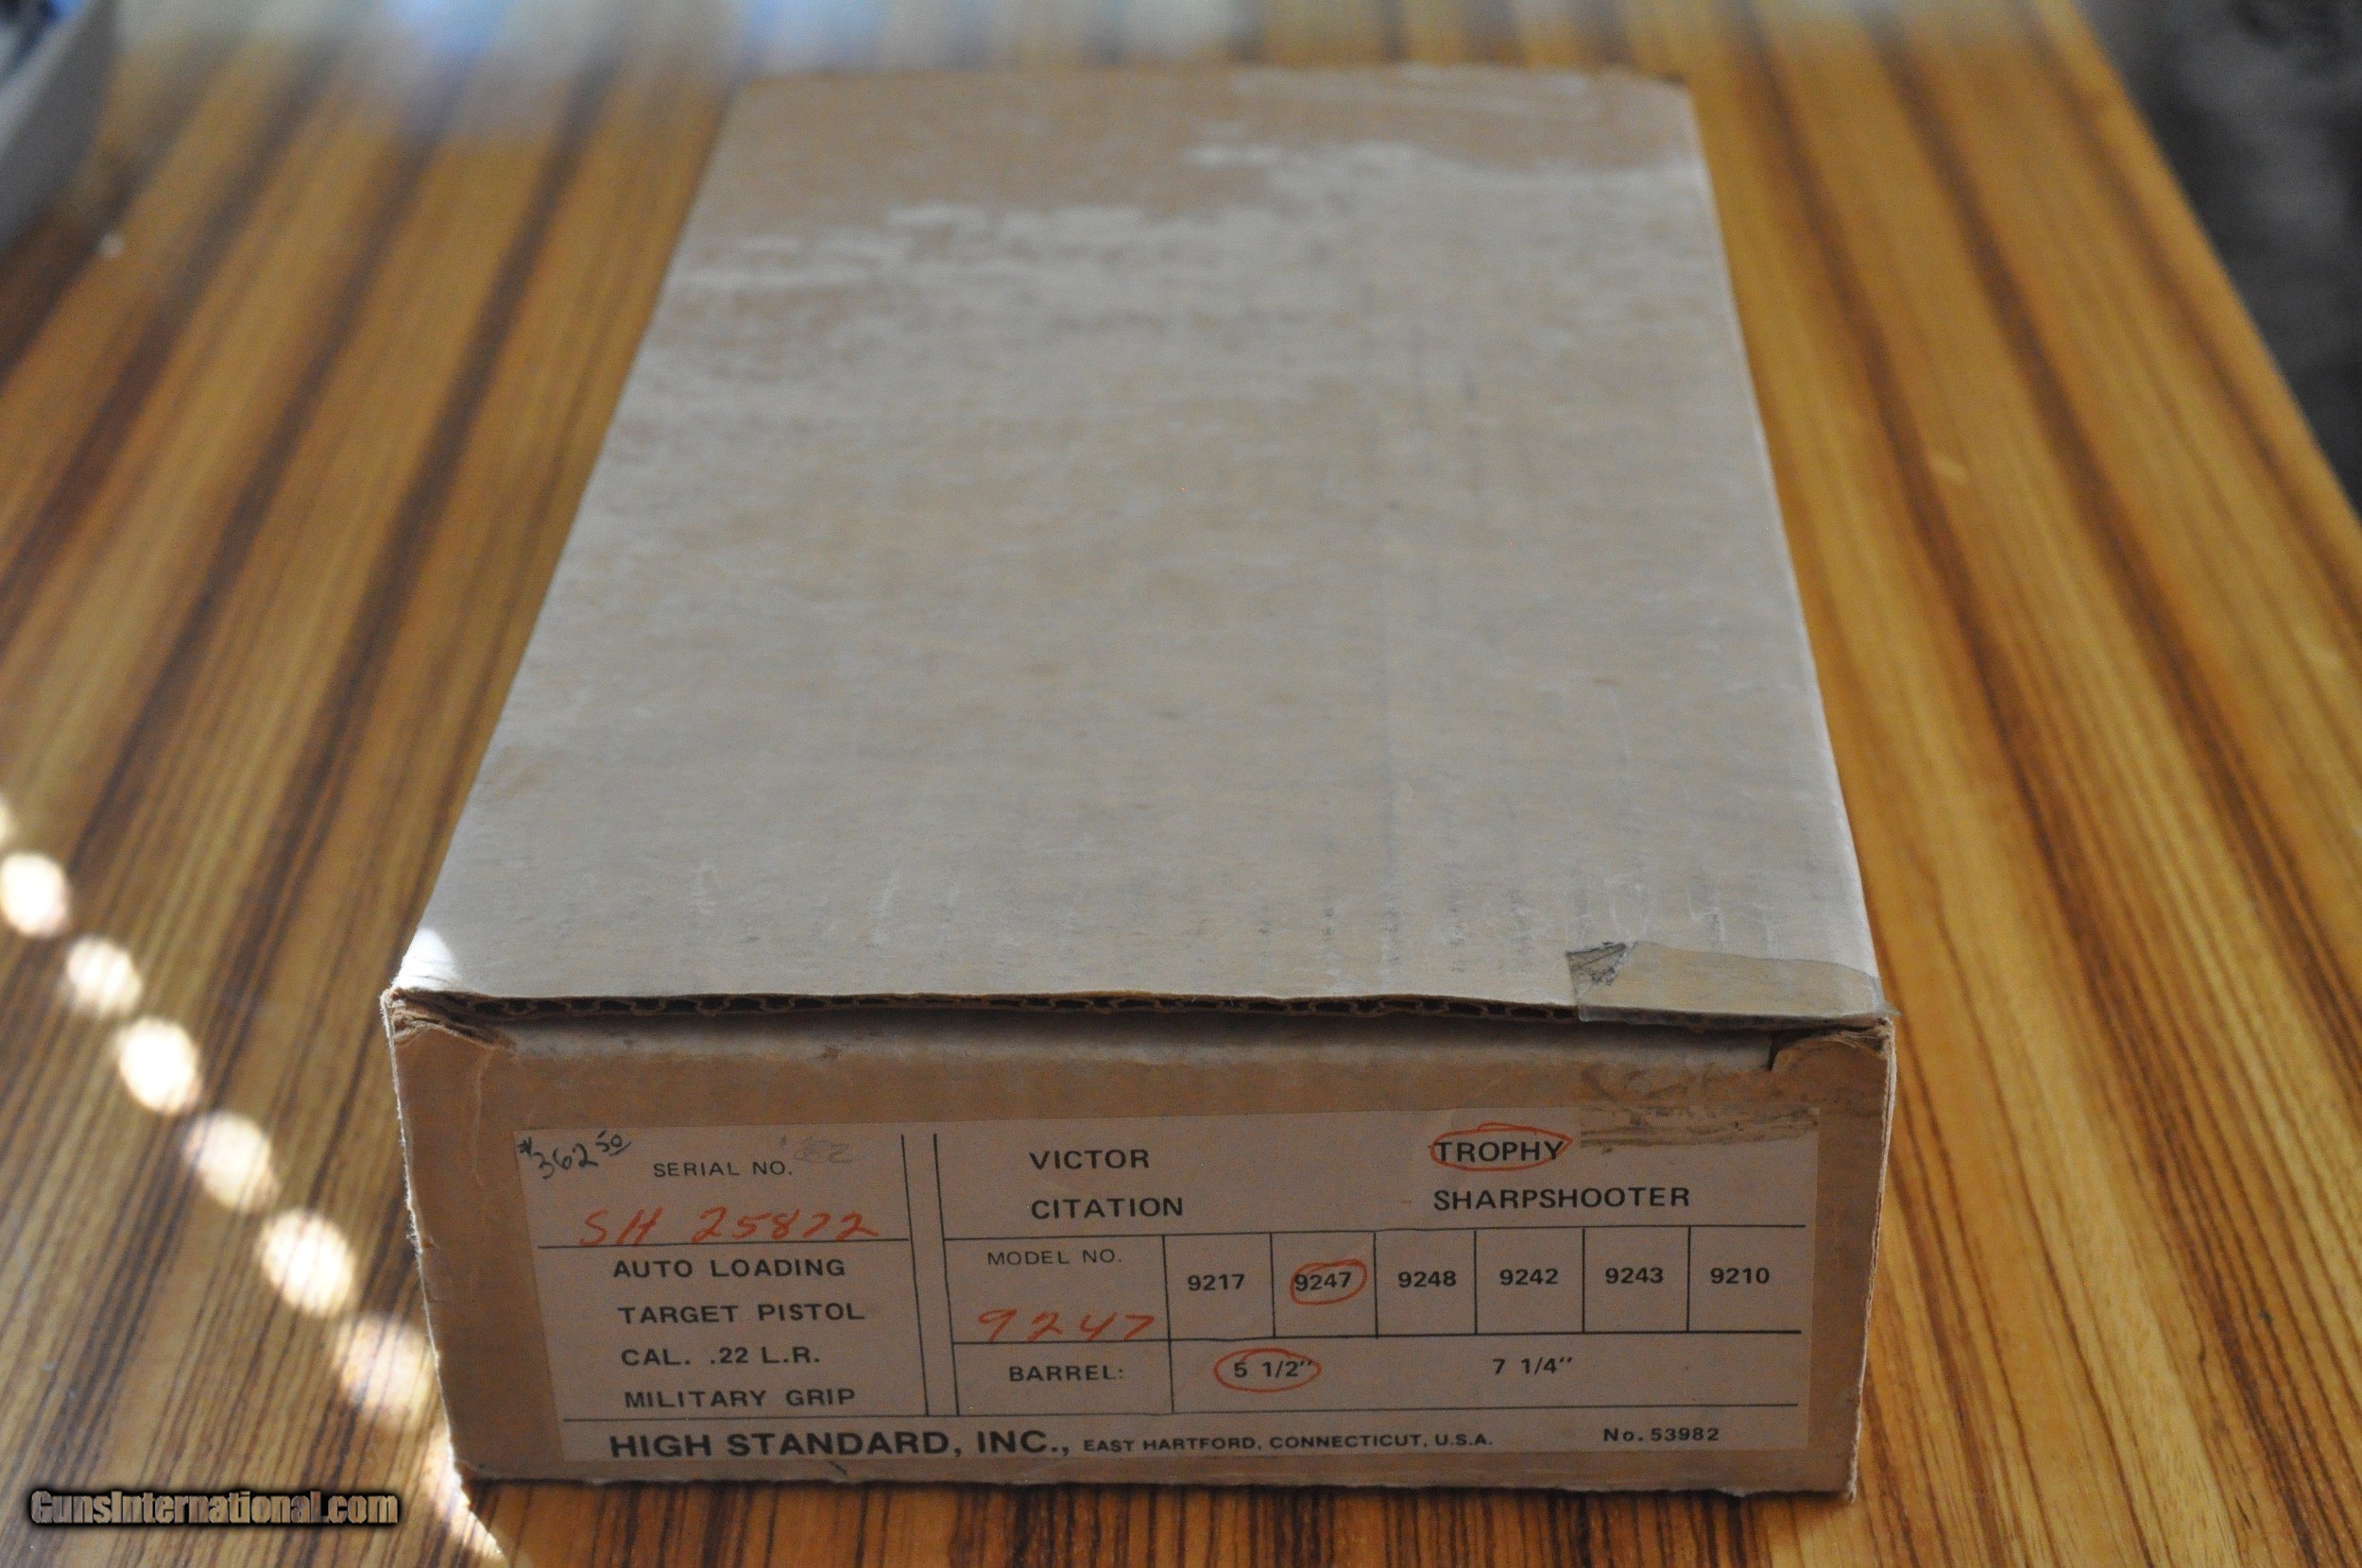 $362 50
SERIAL NO.
SH 25872
AUTO LOADING
TARGET PISTOL
CAL. .22 L.R.
MILITARY GRIP
VICTOR TROPHY
CITATION SHARPSHOOTER
MODEL NO. 9217 9247 9248 9242 9243 9210
9247
BARREL: 5 1/2" 7 1/4"
HIGH STANDARD, INC., EAST HARTFORD, CONNECTICUT, U.S.A. No. 53982
GunsInternational.com